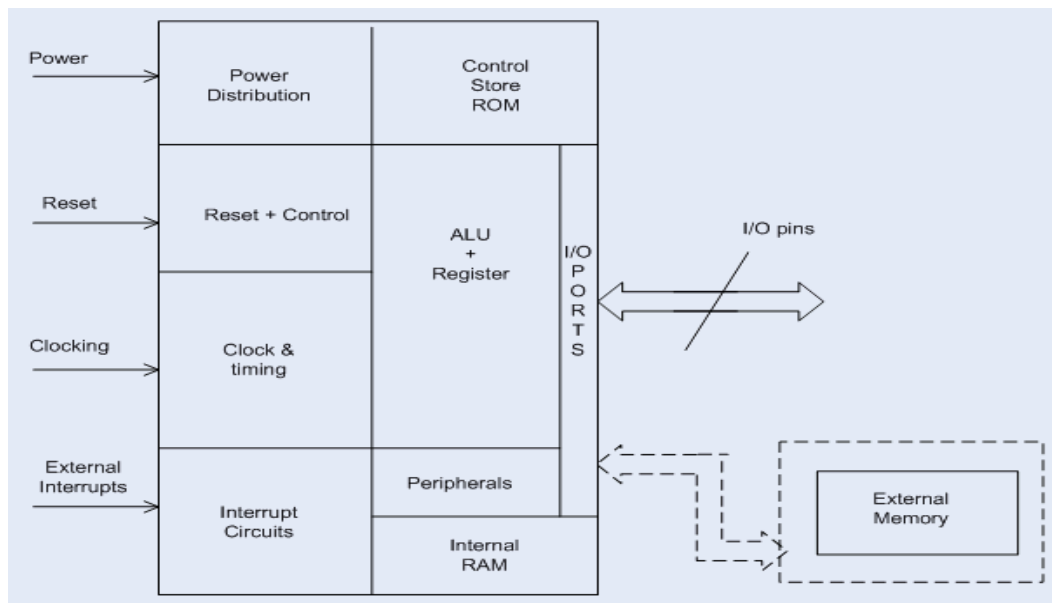 Power
Power
Distribution
Control
Store
ROM
Reset
Reset + Control
ALU
+
Register
I/O
P
O
R
T
S
I/O pins
Clocking
Clock &
timing
External
Interrupts
Interrupt
Circuits
Peripherals
Internal
RAM
External
Memory